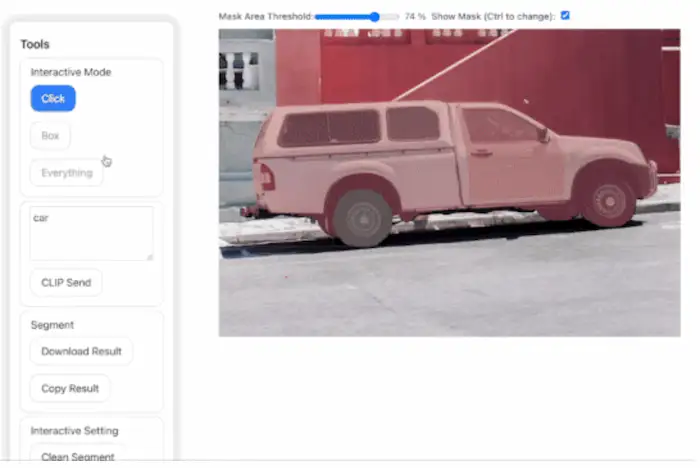 Mask Area Threshold: 74 % Show Mask (Ctrl to change):
Tools
Interactive Mode
Click
Box
Everything
car
CLIP Send
Segment
Download Result
Copy Result
Interactive Setting
Clean Segment